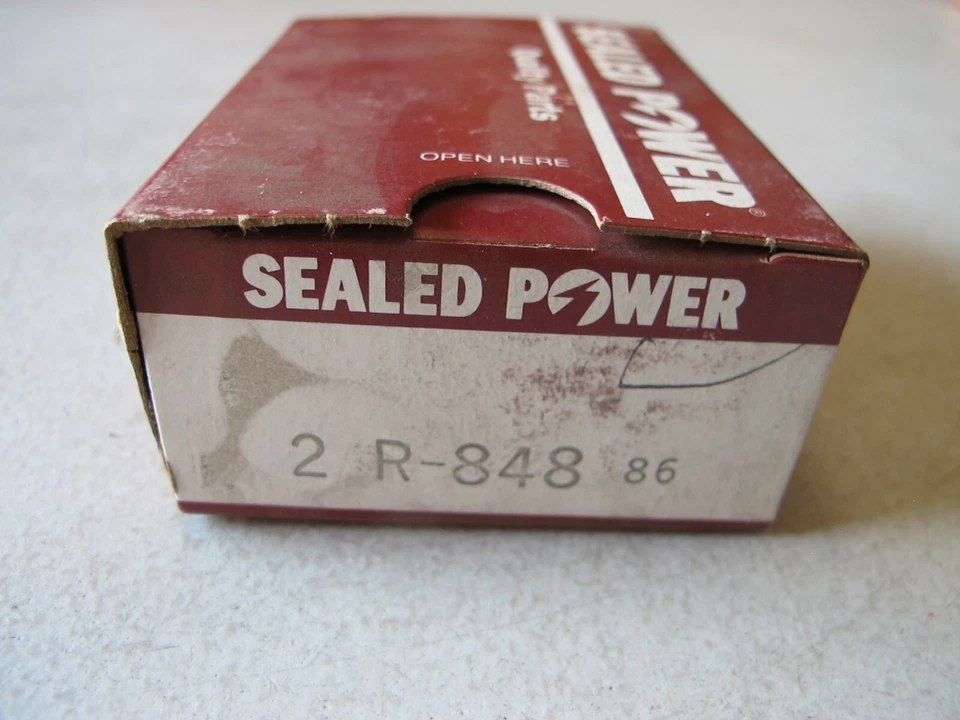 SEALED POWER®
Quality Parts
OPEN HERE
SEALED POWER
2 R-848 86